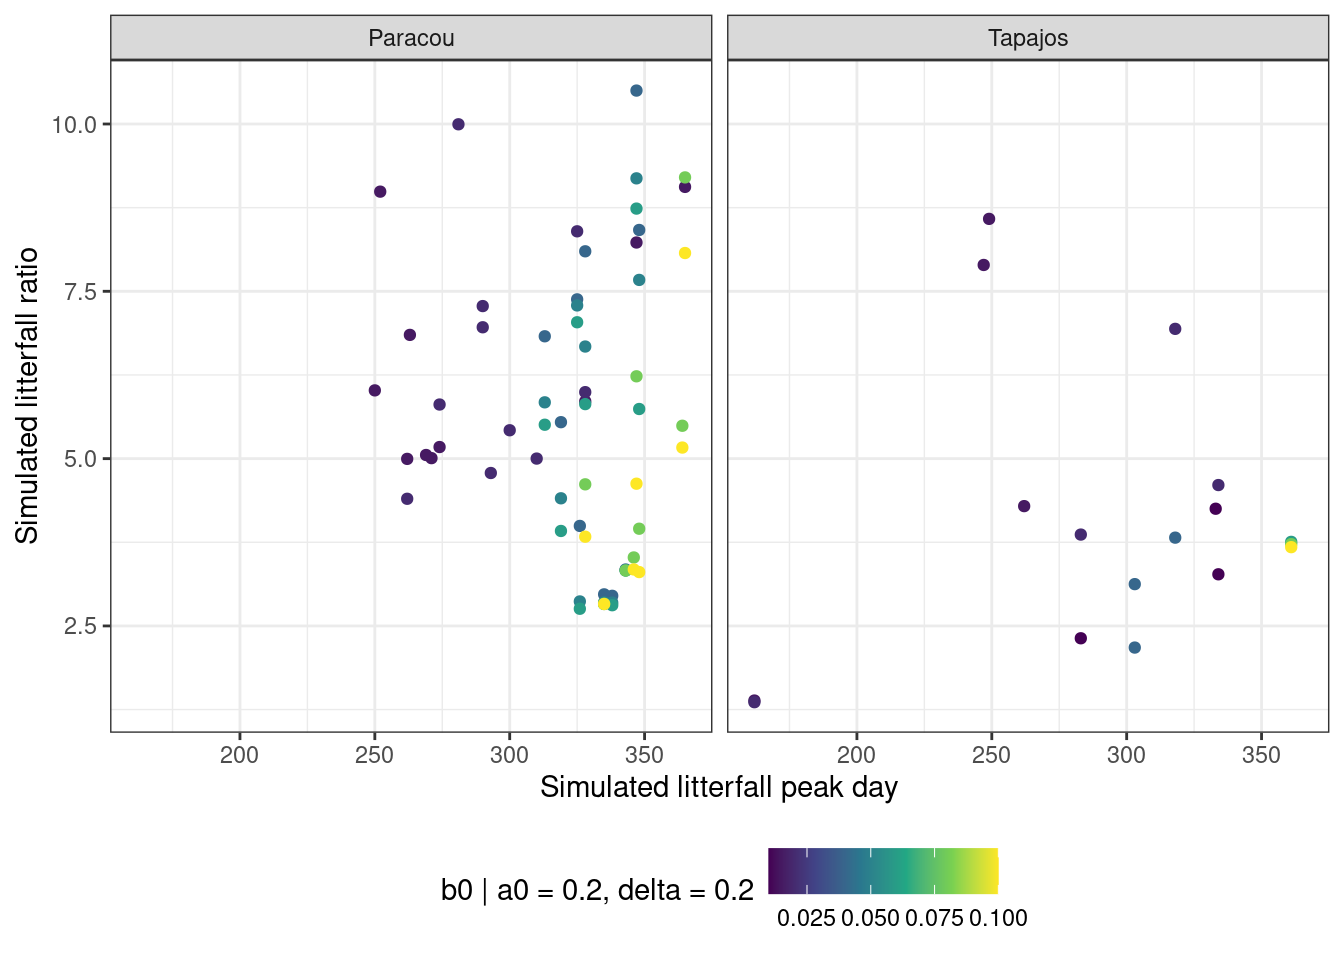 Paracou
Tapajos
Simulated litterfall ratio
10.0
7.5
5.0
2.5
200 250 300 350
200 250 300 350
Simulated litterfall peak day
b0 | a0 = 0.2, delta = 0.2
0.025 0.050 0.075 0.100